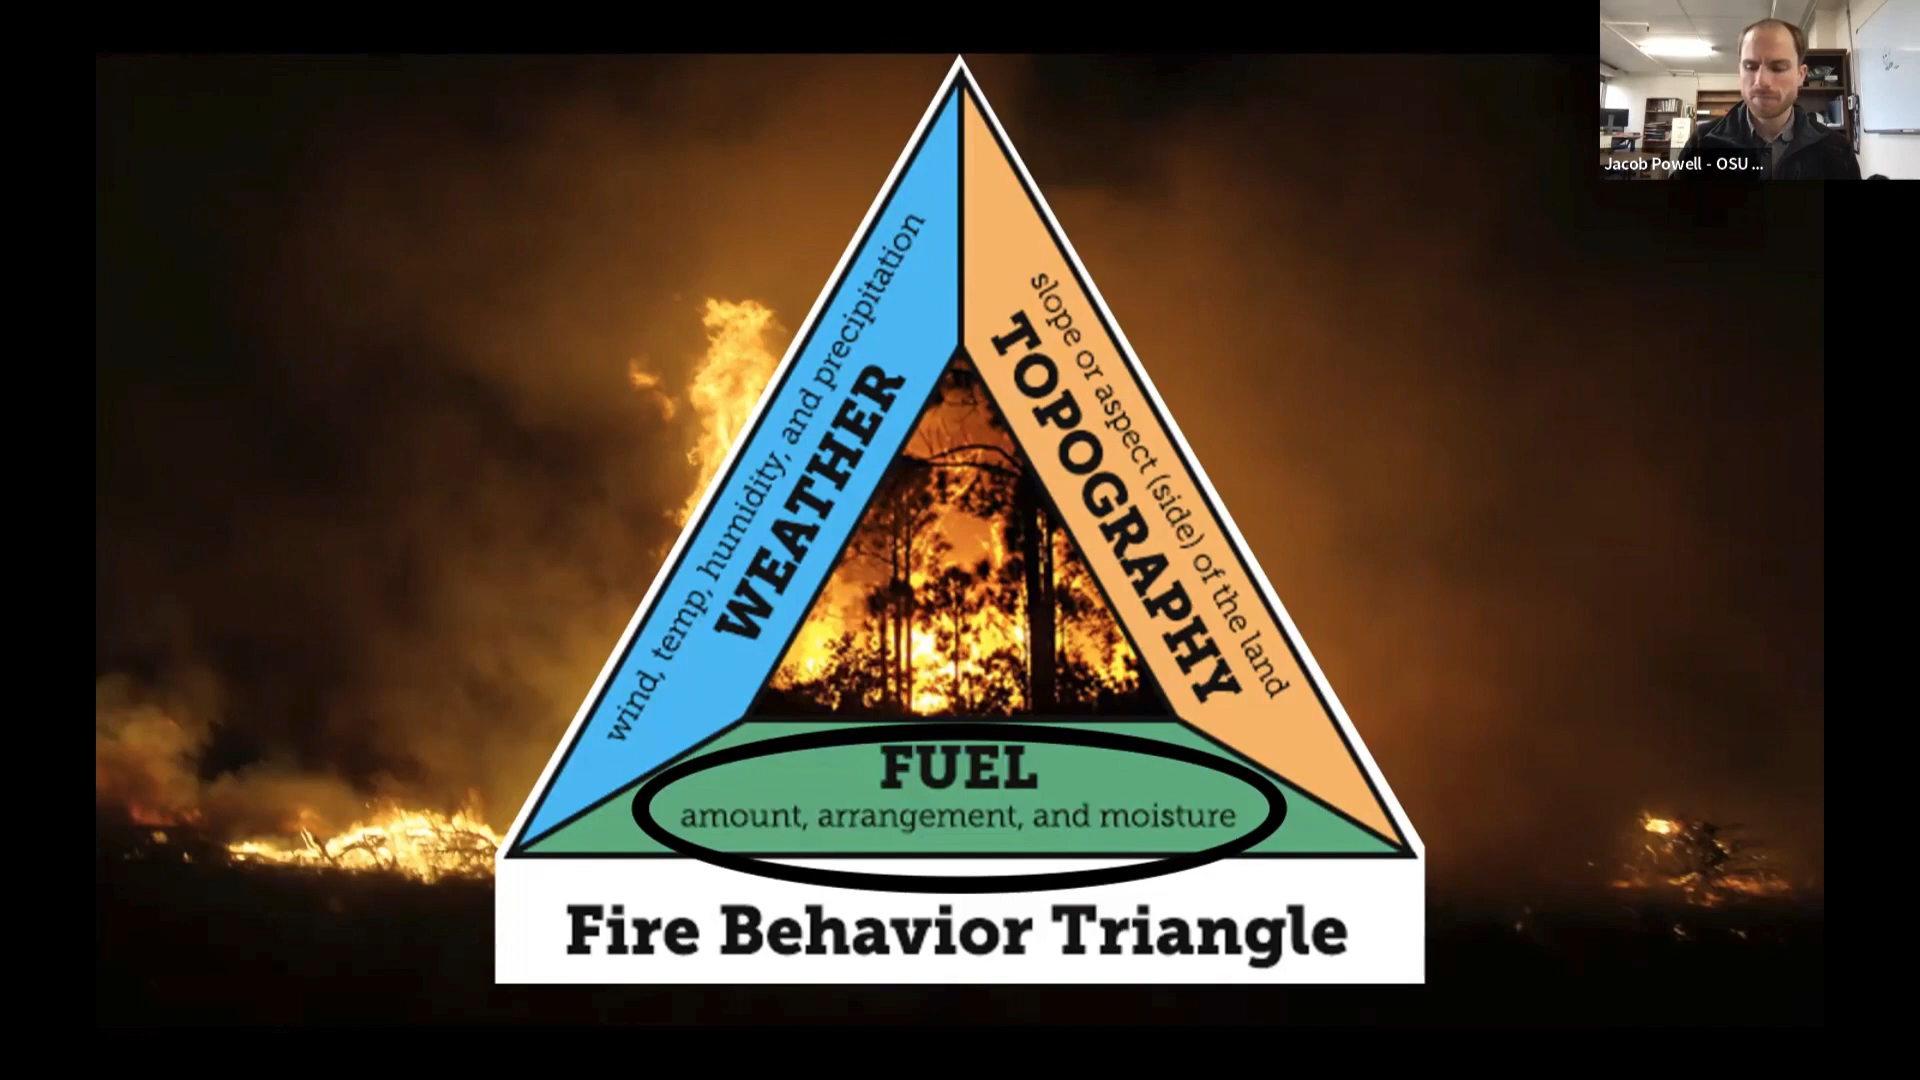 Jacob Powell - OSU ...
wind, temp, humidity, and precipitation
WEATHER
slope or aspect (side) of the land
TOPOGRAPHY
FUEL
amount, arrangement, and moisture
Fire Behavior Triangle